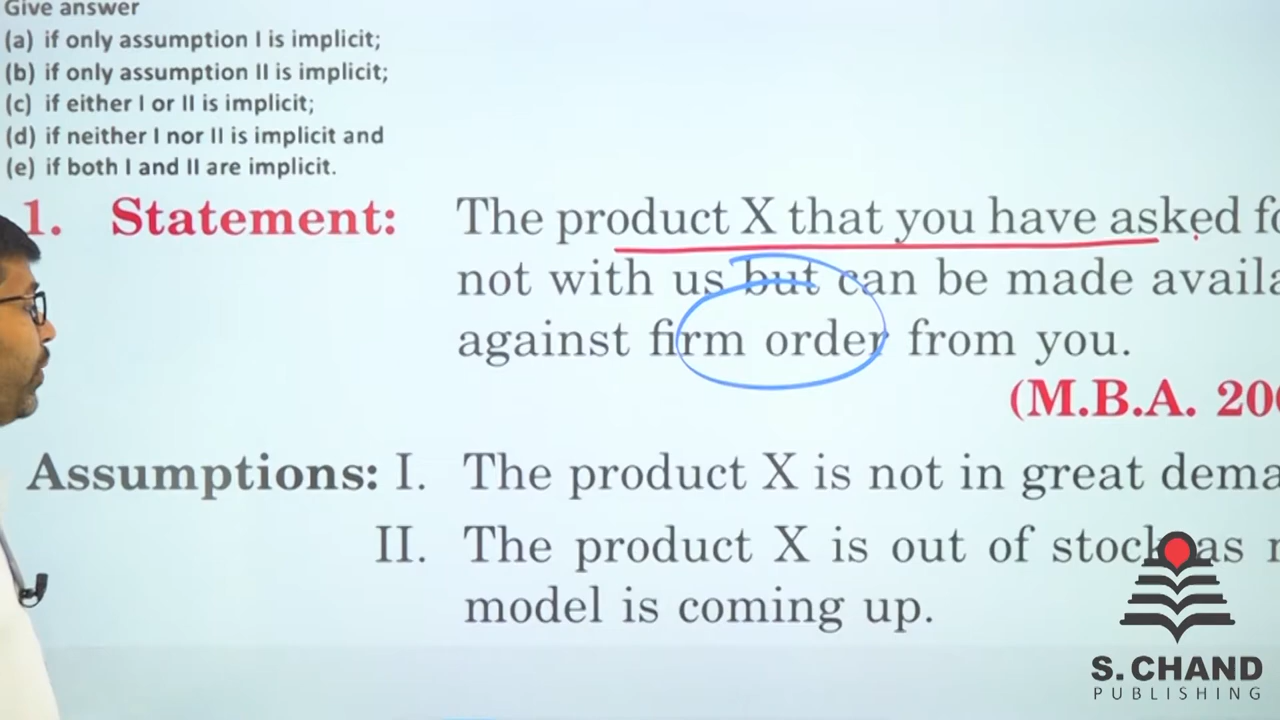 Give answer
(a) if only assumption I is implicit;
(b) if only assumption II is implicit;
(c) if either I or II is implicit;
(d) if neither I nor II is implicit and
(e) if both I and II are implicit.
1. Statement: The product X that you have asked
not with us but can be made
against firm order from you.
(M.B.A.
Assumptions: I. The product X is not in great
II. The product X is out of stock as
model is coming up.
S. CHAND
PUBLISHING